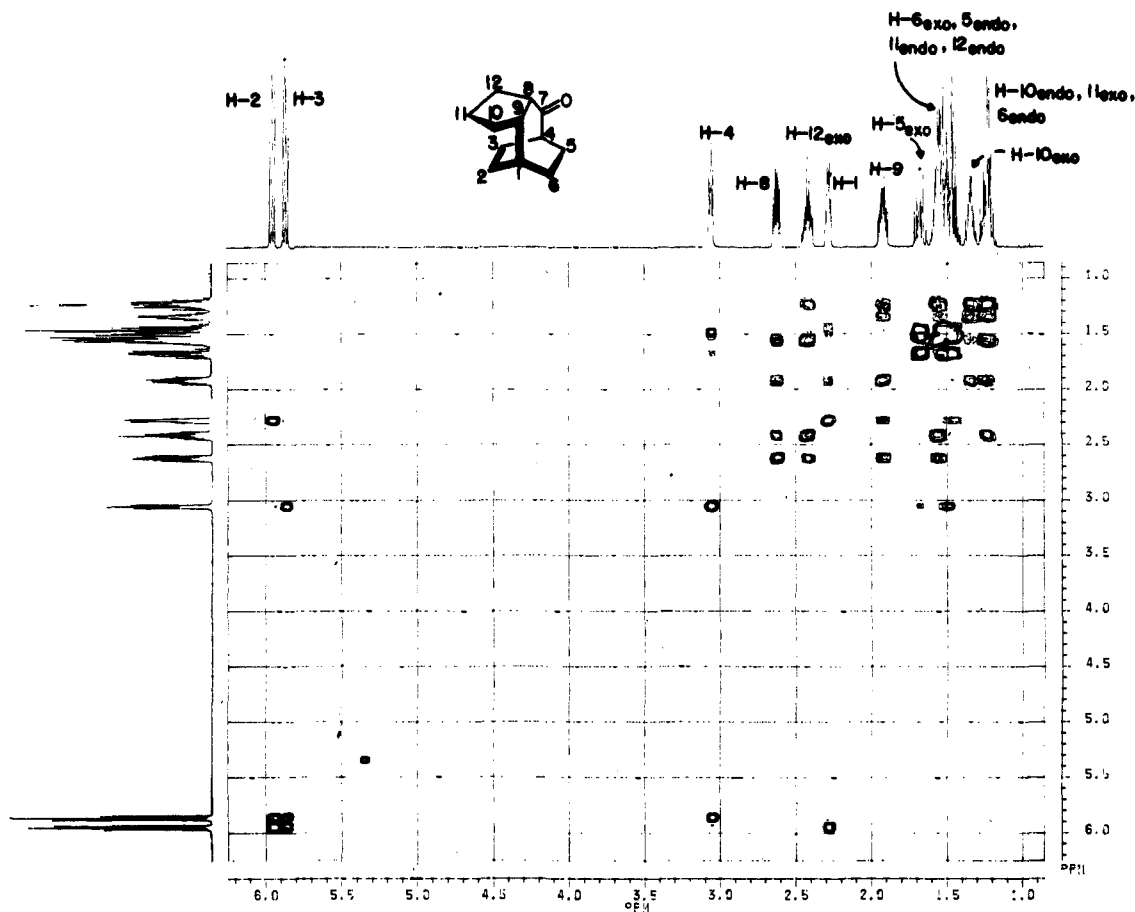 H-6exo, 5endo,
11endo, 12endo
H-2
H-3
12
8
7
O
11
9
10
4
3
5
2
6
H-4
H-12exo
H-5exo
H-10endo, 11exo,
6endo
H-8
H-1
H-9
H-10exo
1.0
1.5
2.0
2.5
3.0
3.5
4.0
4.5
5.0
5.5
6.0
PPM
6.0 5.5 5.0 4.5 4.0 3.5 3.0 2.5 2.0 1.5 1.0
PPM